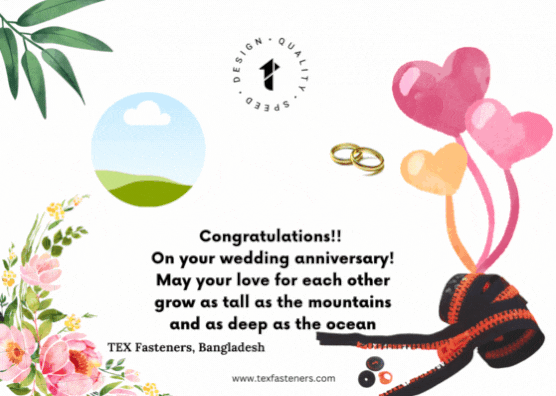 DESIGN • QUALITY • SPEED •
Congratulations!!
On your wedding anniversary!
May your love for each other
grow as tall as the mountains
and as deep as the ocean
TEX Fasteners, Bangladesh
www.texfasteners.com